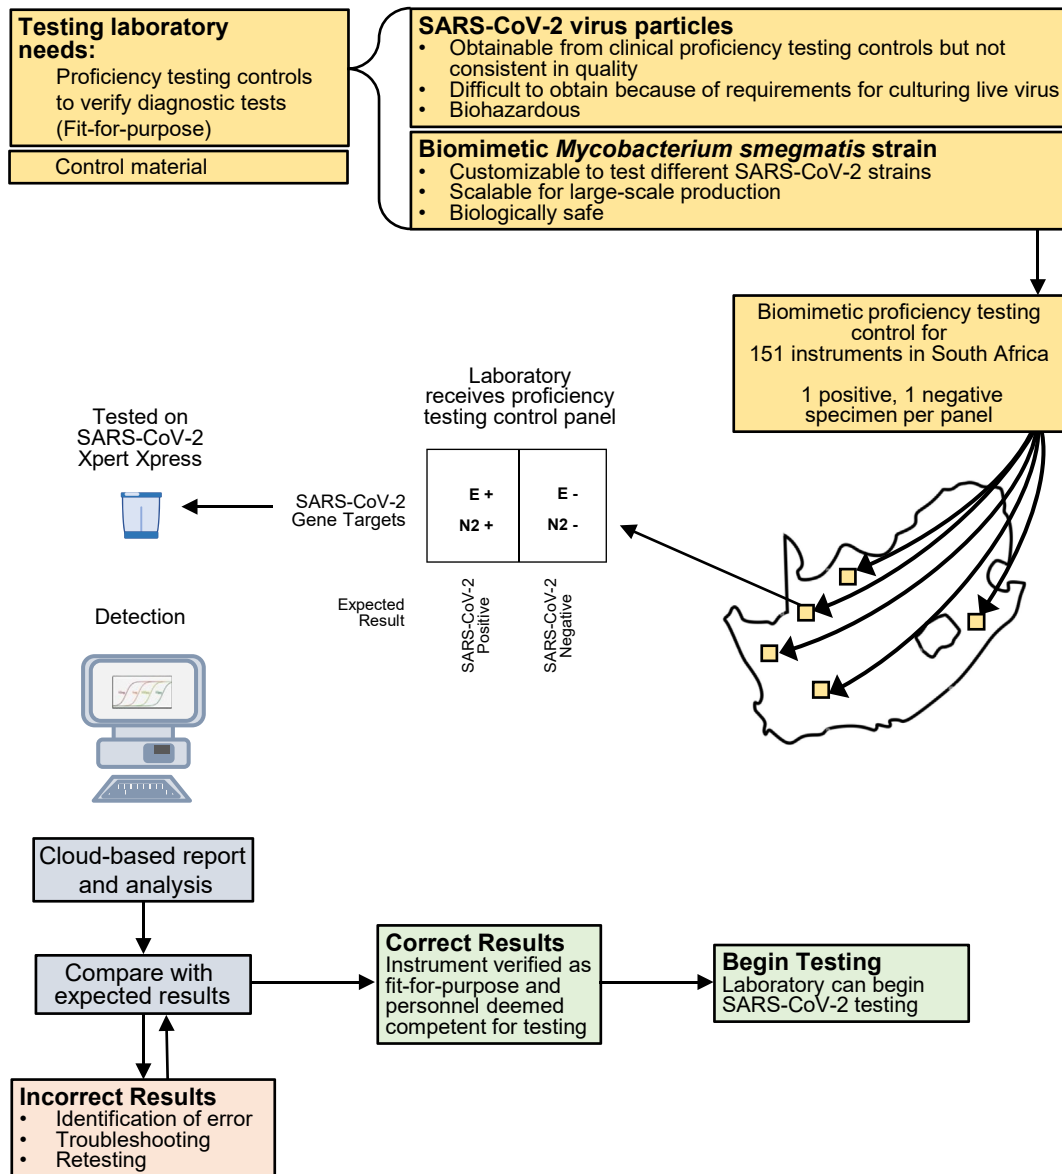 Testing laboratory
needs:
Proficiency testing controls
to verify diagnostic tests
(Fit-for-purpose)
Control material
SARS-CoV-2 virus particles
• Obtainable from clinical proficiency testing controls but not
consistent in quality
• Difficult to obtain because of requirements for culturing live virus
• Biohazardous
Biomimetic Mycobacterium smegmatis strain
• Customizable to test different SARS-CoV-2 strains
• Scalable for large-scale production
• Biologically safe
Biomimetic proficiency testing
control for
151 instruments in South Africa
1 positive, 1 negative
specimen per panel
Laboratory
receives proficiency
testing control panel
SARS-CoV-2
Gene Targets
E +
E -
N2 +
N2 -
Expected
Result
SARS-CoV-2
Positive
SARS-CoV-2
Negative
Tested on
SARS-CoV-2
Xpert Xpress
Detection
Cloud-based report
and analysis
Compare with
expected results
Correct Results
Instrument verified as
fit-for-purpose and
personnel deemed
competent for testing
Begin Testing
Laboratory can begin
SARS-CoV-2 testing
Incorrect Results
• Identification of error
• Troubleshooting
• Retesting